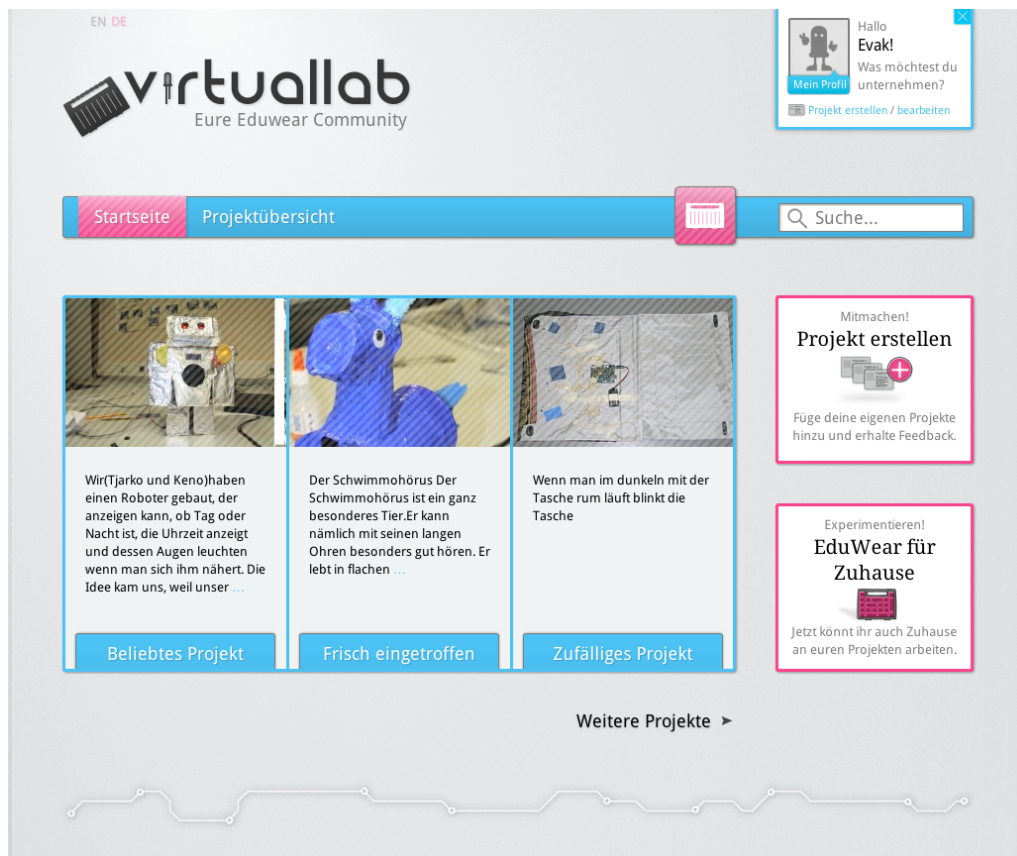 EN DE
virtuallab
Eure Eduwear Community
Hallo
Evak!
Was möchtest du
unternehmen?
Mein Profil
Projekt erstellen / bearbeiten
Startseite
Projektübersicht
Suche...
Wir(Tjarko und Keno)haben
einen Roboter gebaut, der
anzeigen kann, ob Tag oder
Nacht ist, die Uhrzeit anzeigt
und dessen Augen leuchten
wenn man sich ihm nähert. Die
Idee kam uns, weil unser ...
Beliebtes Projekt
Der Schwimmohörus Der
Schwimmohörus ist ein ganz
besonderes Tier.Er kann
nämlich mit seinen langen
Ohren besonders gut hören. Er
lebt in flachen ...
Frisch eingetroffen
Wenn man im dunkeln mit der
Tasche rum läuft blinkt die
Tasche
Zufälliges Projekt
Mitmachen!
Projekt erstellen
Füge deine eigenen Projekte
hinzu und erhalte Feedback.
Experimentieren!
EduWear für
Zuhause
Jetzt könnt ihr auch Zuhause
an euren Projekten arbeiten.
Weitere Projekte